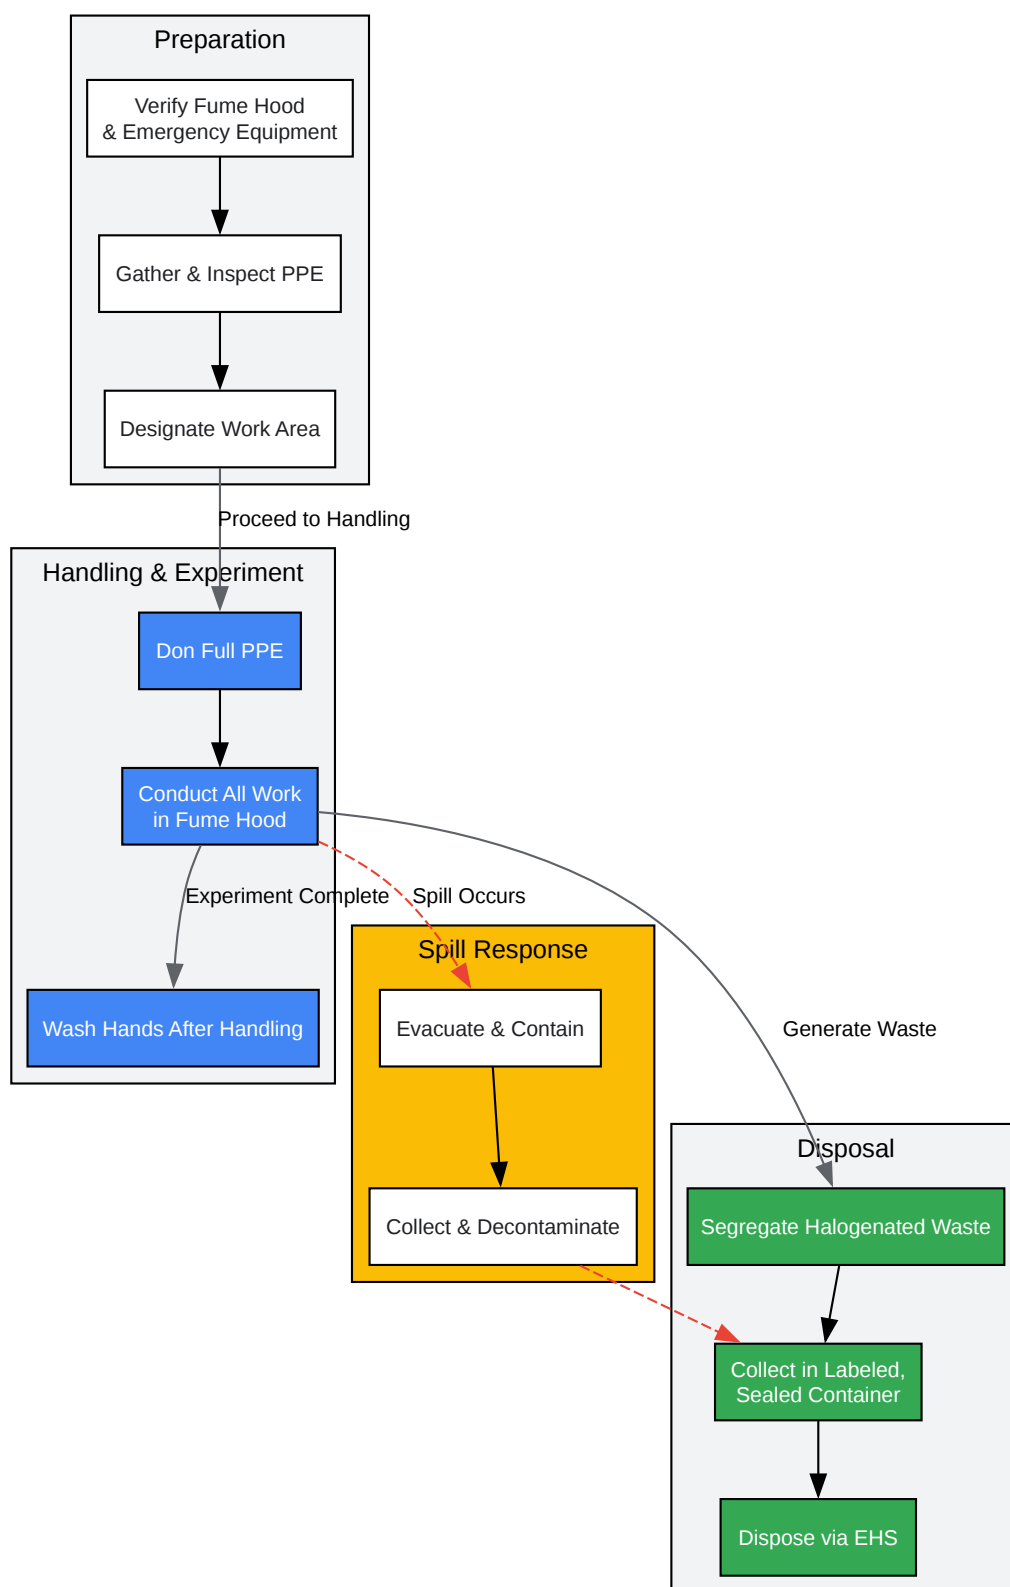 Preparation
Verify Fume Hood
& Emergency Equipment
Gather & Inspect PPE
Designate Work Area
Proceed to Handling
Handling & Experiment
Don Full PPE
Conduct All Work
in Fume Hood
Experiment Complete
Spill Occurs
Spill Response
Wash Hands After Handling
Evacuate & Contain
Generate Waste
Disposal
Collect & Decontaminate
Segregate Halogenated Waste
Collect in Labeled,
Sealed Container
Dispose via EHS